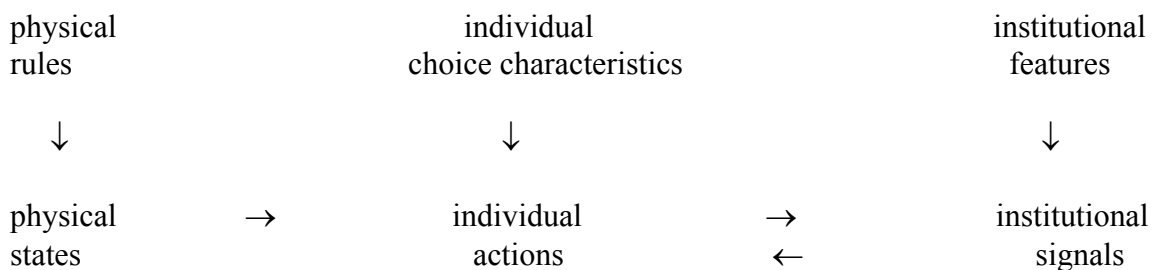 physical individual institutional
rules choice characteristics features
↓ ↓ ↓
physical → individual → institutional
states actions ← signals